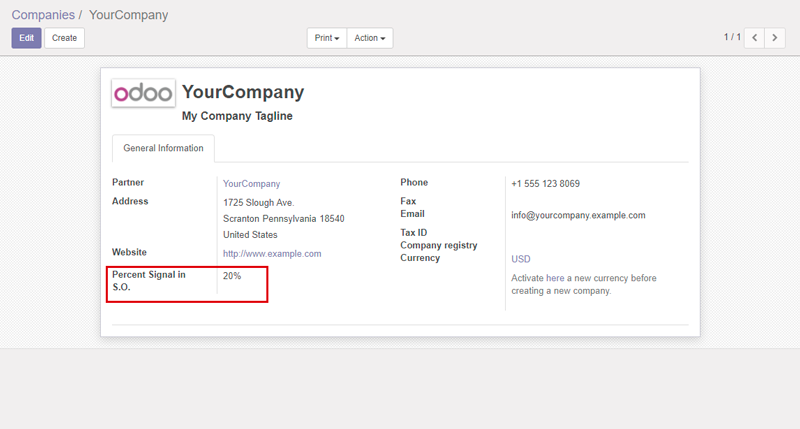 Companies / YourCompany
Edit Create Print Action 1 / 1
odoo
YourCompany
My Company Tagline
General Information
Partner YourCompany
Address 1725 Slough Ave.
Scranton Pennsylvania 18540
United States
Website http://www.example.com
Percent Signal in 20%
S.O.
Phone +1 555 123 8069
Fax
Email info@yourcompany.example.com
Tax ID
Company registry
Currency USD
Activate here a new currency before
creating a new company.